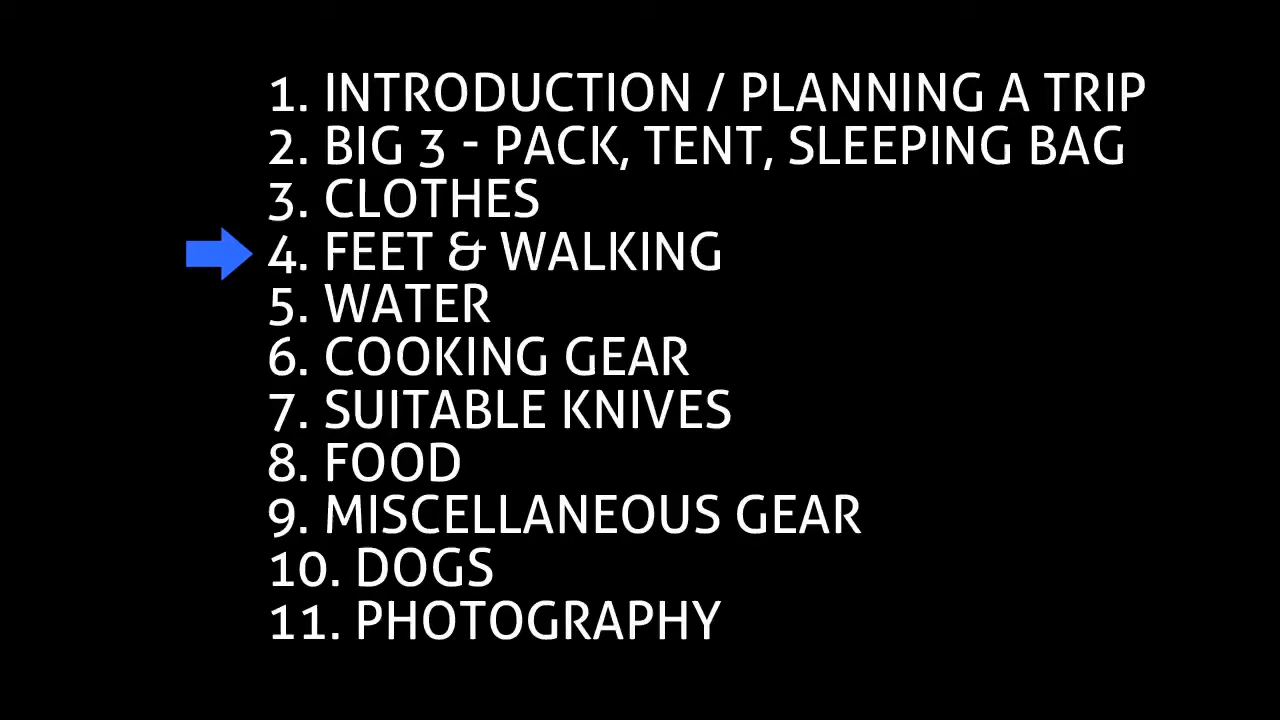 1. INTRODUCTION / PLANNING A TRIP
2. BIG 3 - PACK, TENT, SLEEPING BAG
3. CLOTHES
4. FEET & WALKING
5. WATER
6. COOKING GEAR
7. SUITABLE KNIVES
8. FOOD
9. MISCELLANEOUS GEAR
10. DOGS
11. PHOTOGRAPHY